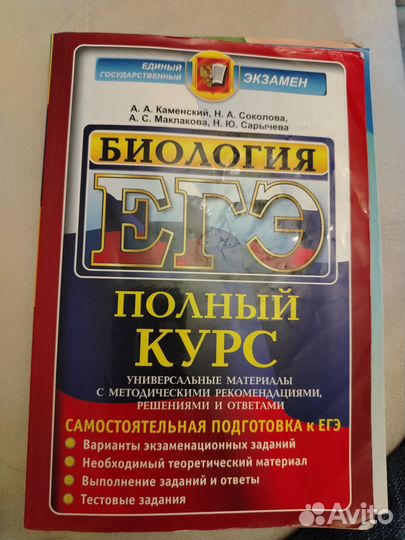 ЕДИНЫЙ
ГОСУДАРСТВЕННЫЙ
ЭКЗАМЕН
А. А. Каменский, Н. А. Соколова,
А. С. Маклакова, Н. Ю. Сарычева
БИОЛОГИЯ
ЕГЭ
ПОЛНЫЙ
КУРС
УНИВЕРСАЛЬНЫЕ МАТЕРИАЛЫ
С МЕТОДИЧЕСКИМИ РЕКОМЕНДАЦИЯМИ,
РЕШЕНИЯМИ И ОТВЕТАМИ
САМОСТОЯТЕЛЬНАЯ ПОДГОТОВКА к ЕГЭ
Варианты экзаменационных заданий
Необходимый теоретический материал
Выполнение заданий и ответы
Тестовые задания
Avito